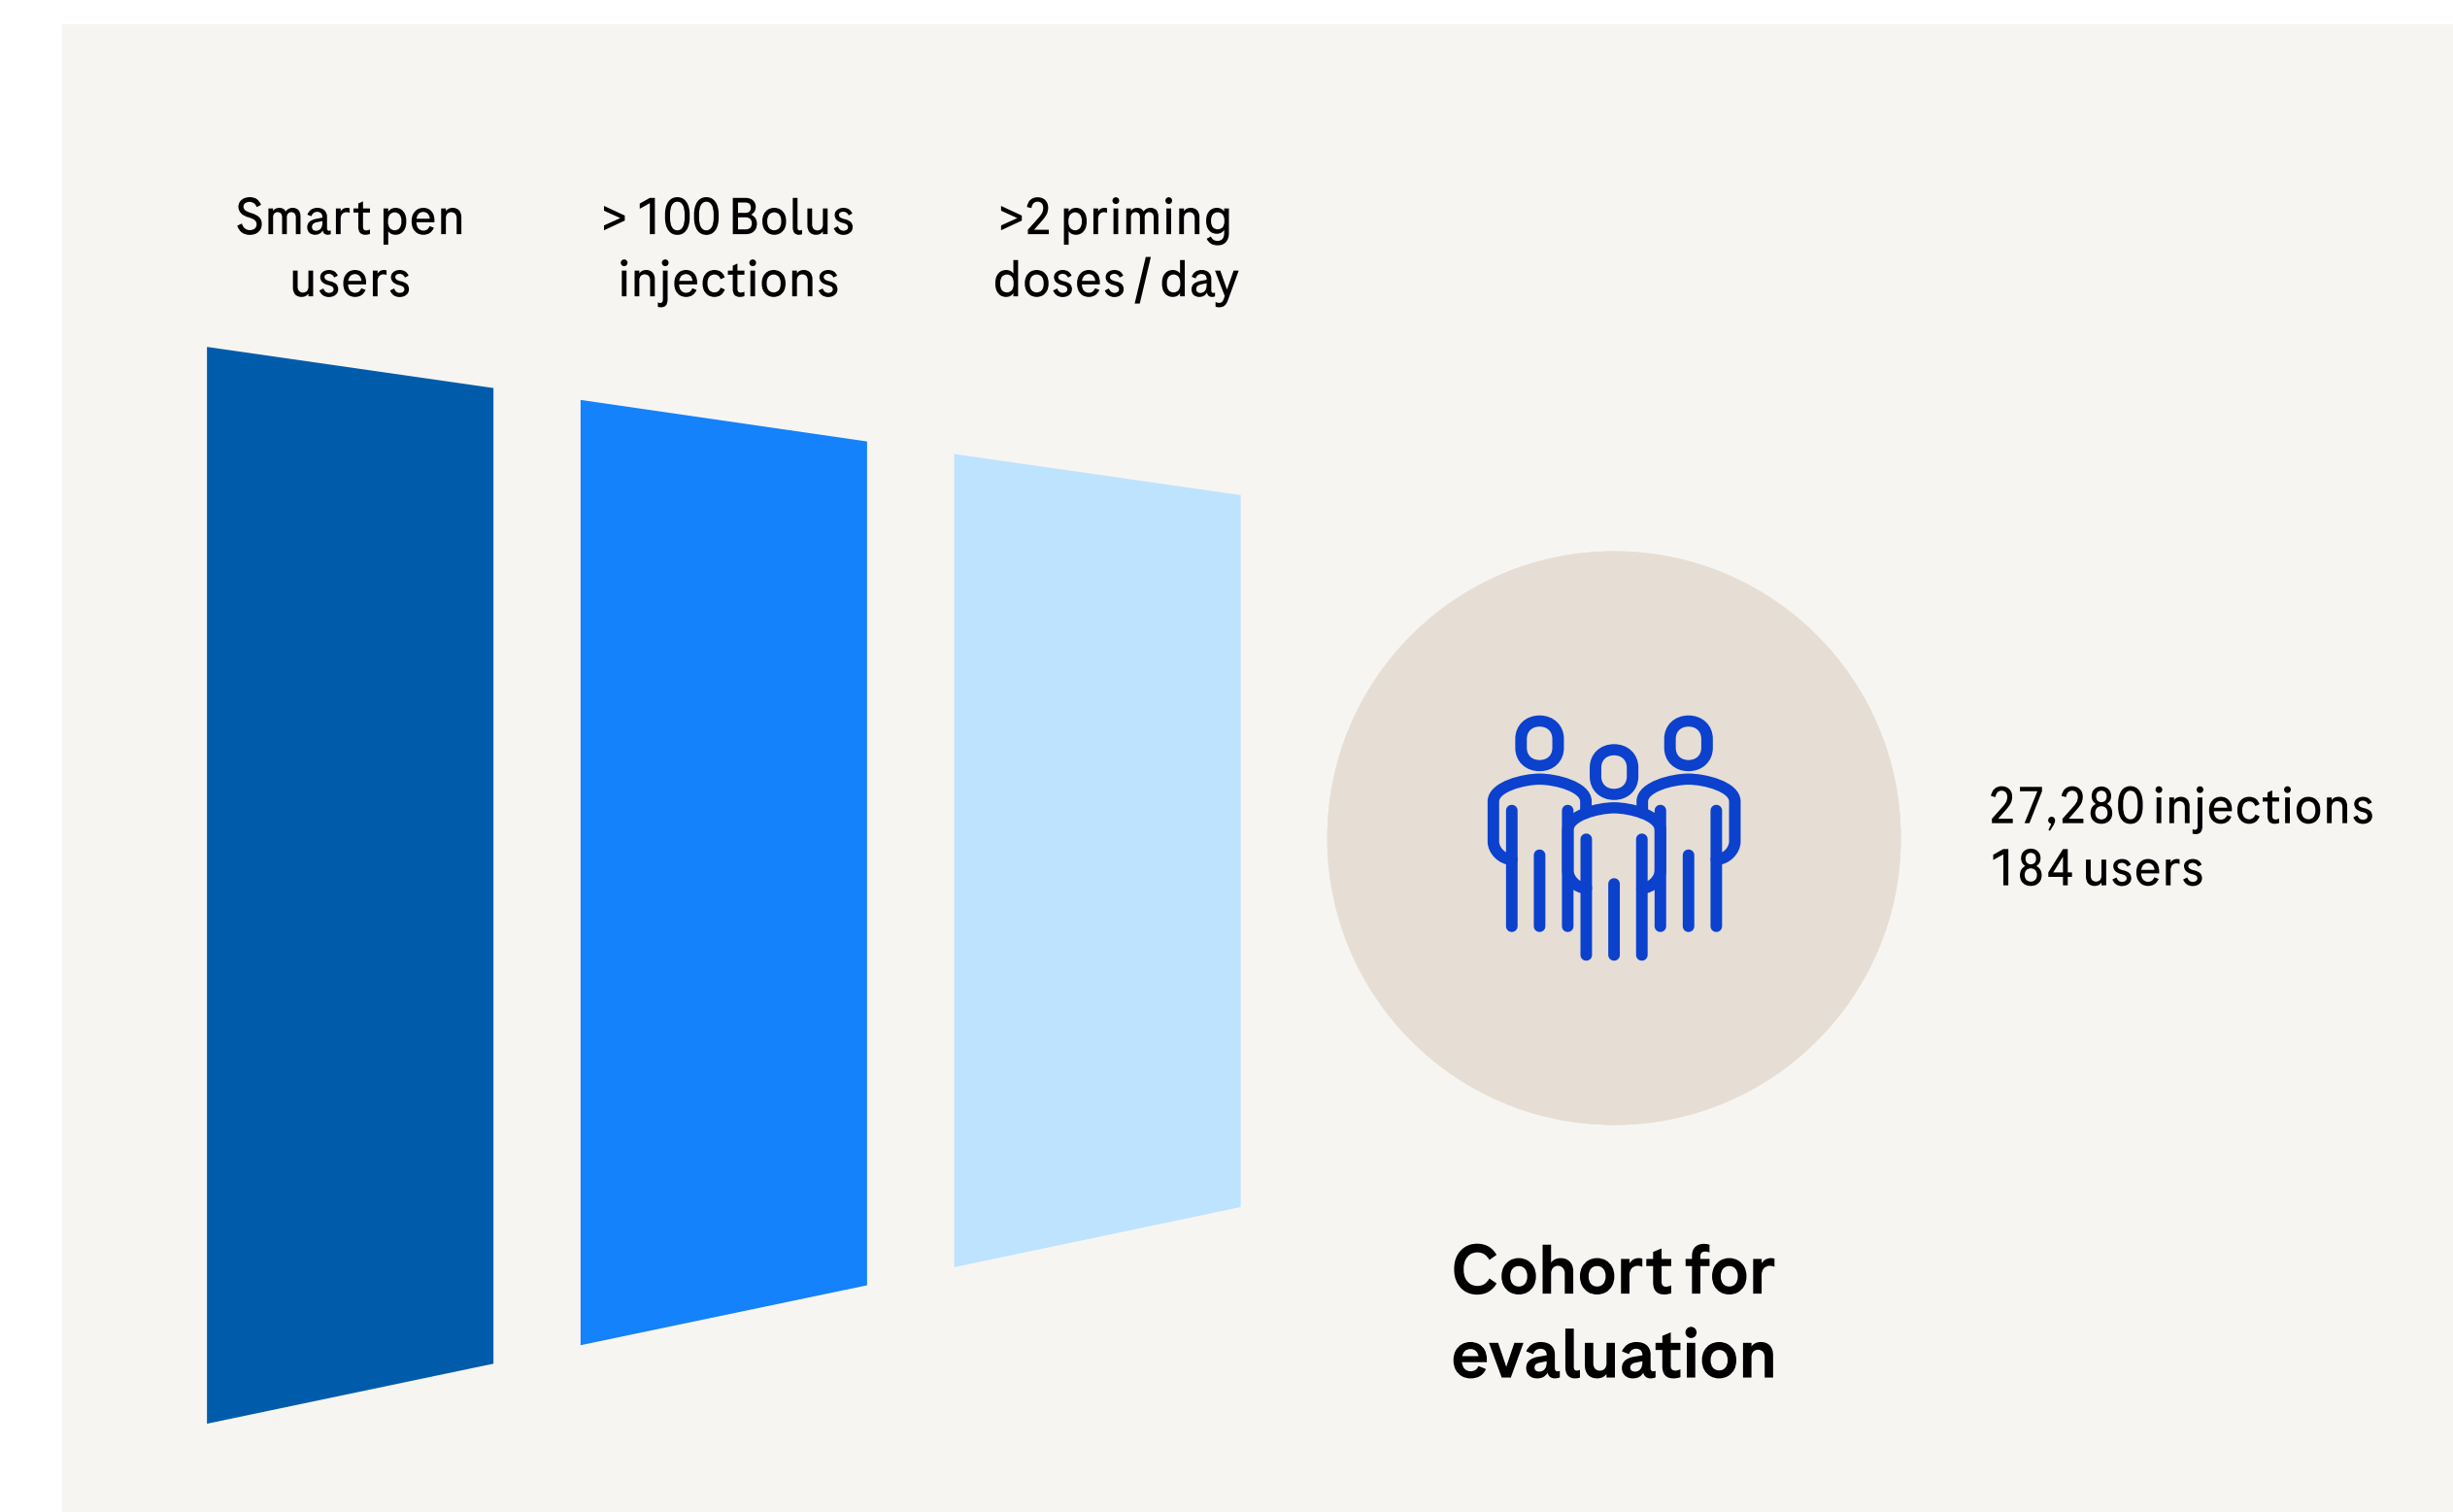 Smart pen
users
> 100 Bolus
injections
>2 priming
doses / day
27,280 injections
184 users
Cohort for
evaluation